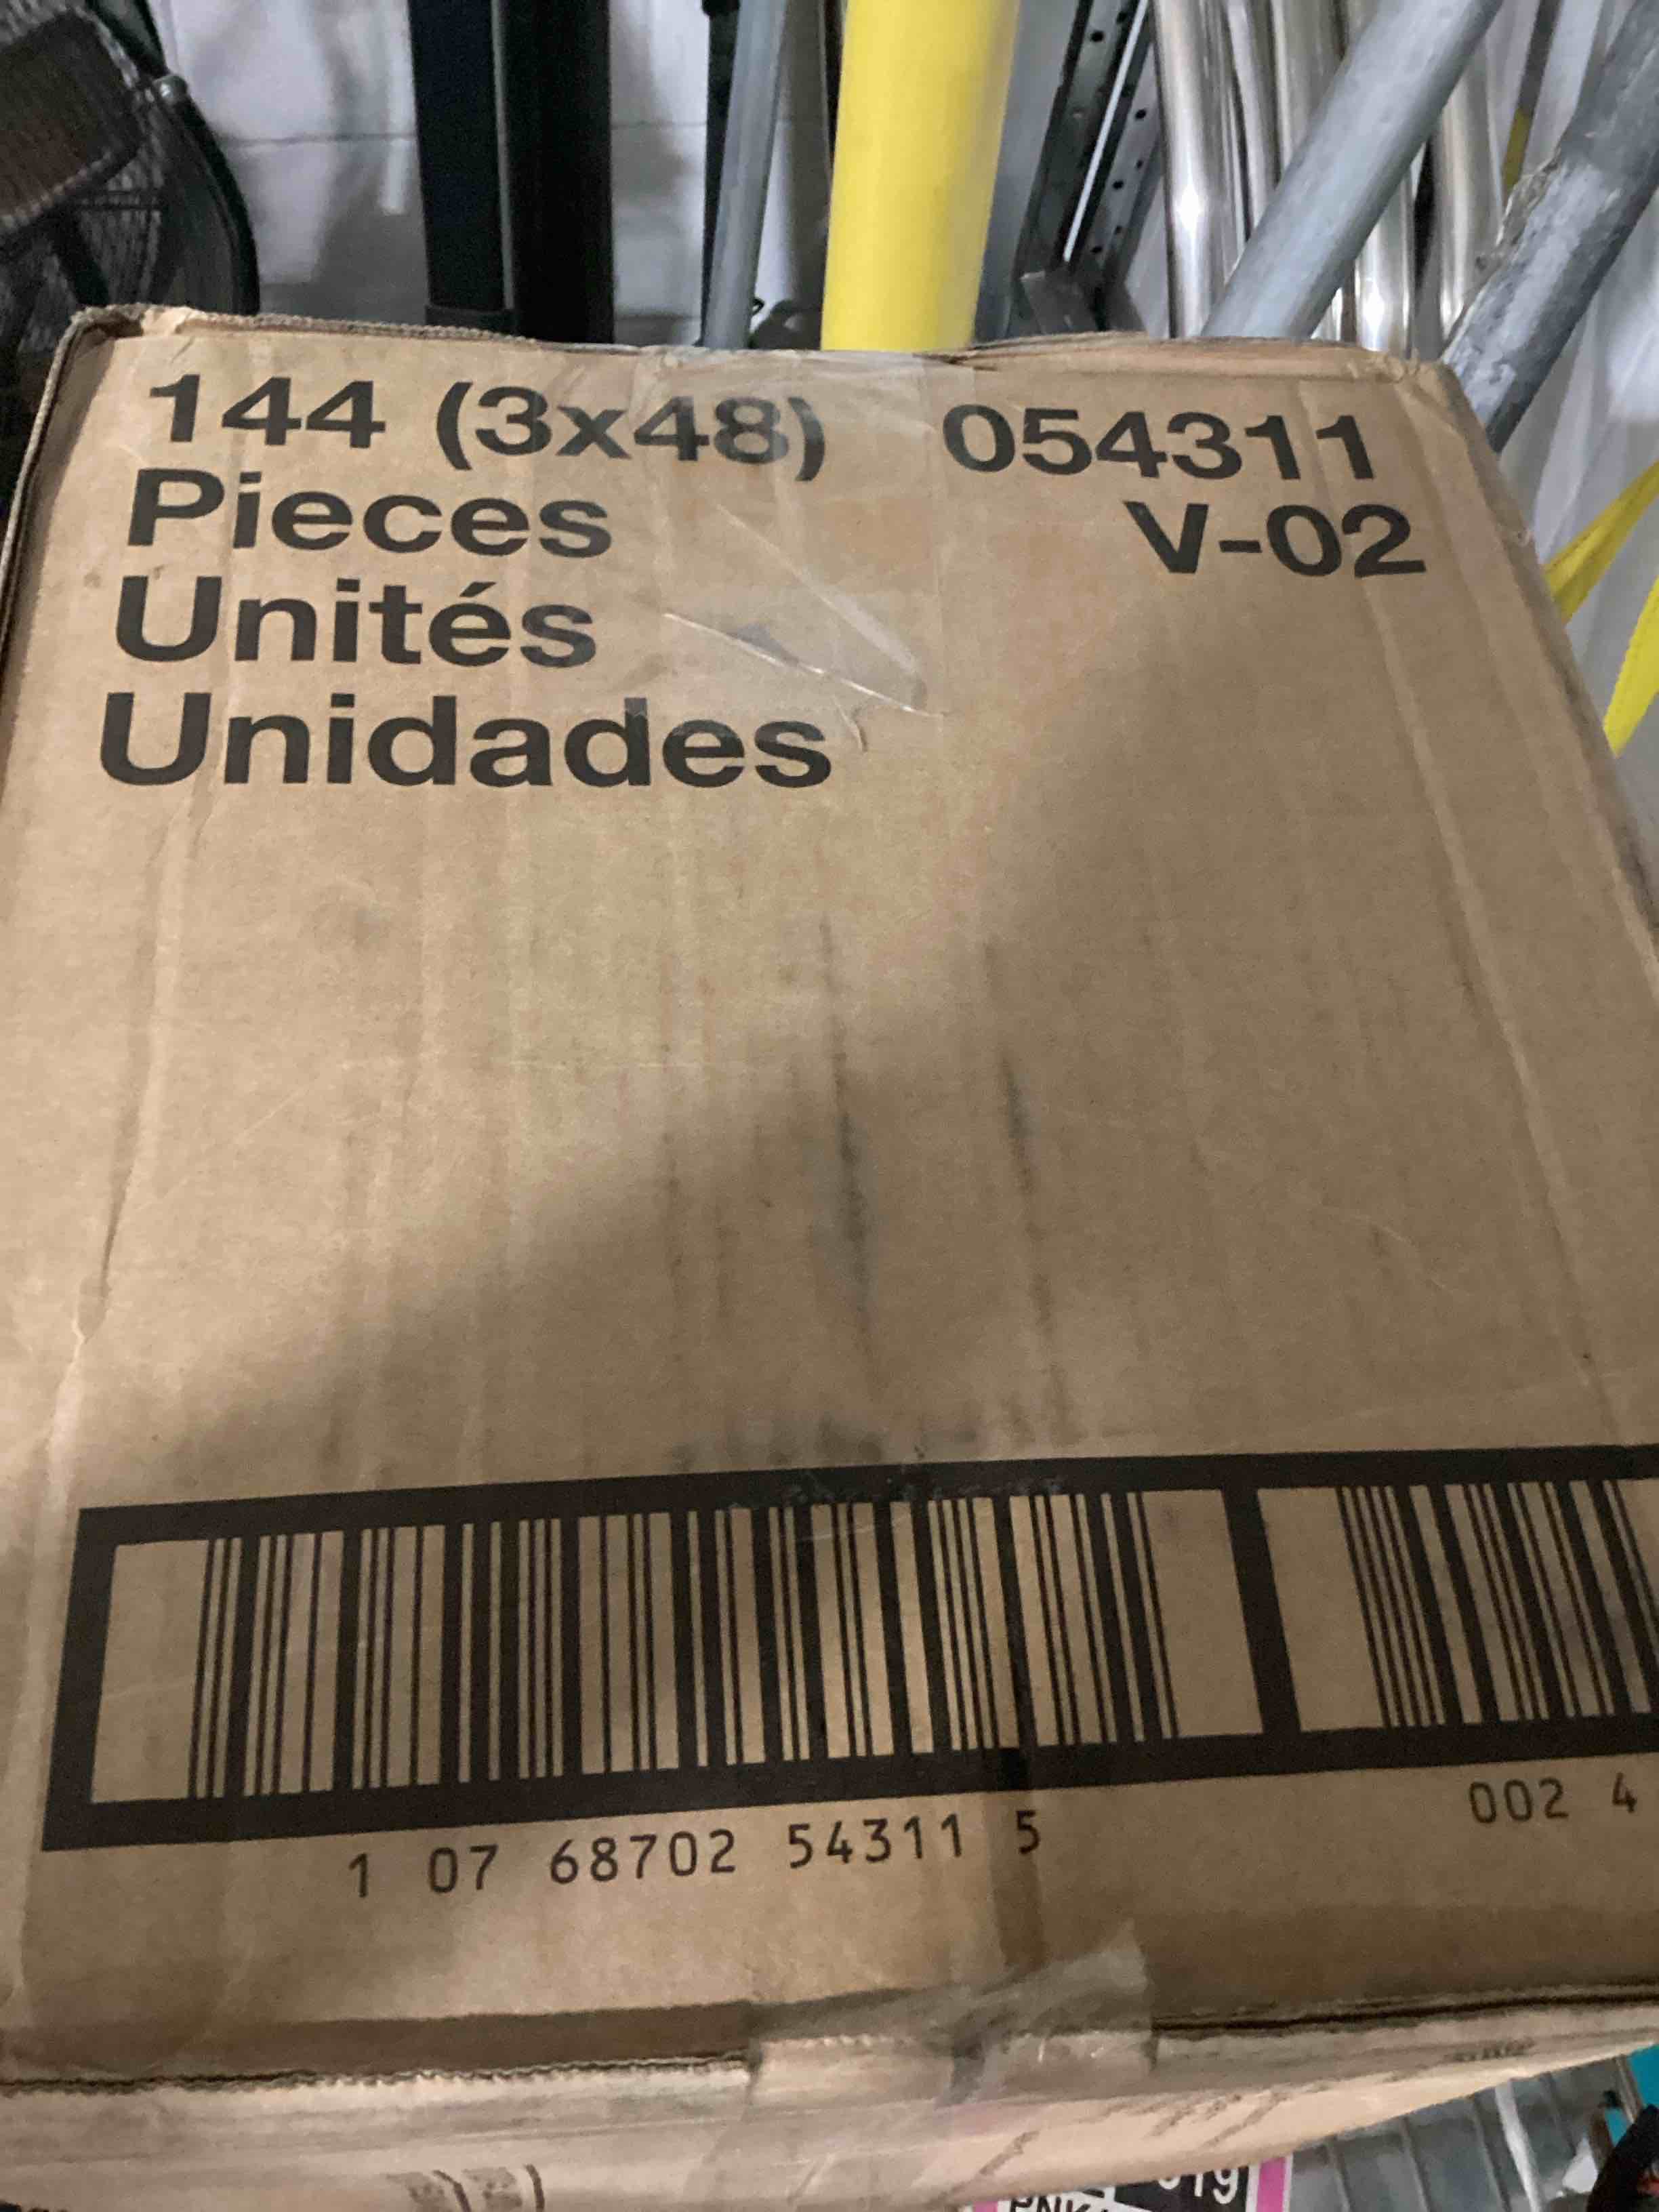 144 (3x48) 054311
Pieces V-02
Unités
Unidades
1 07 68702 54311 5 002 4